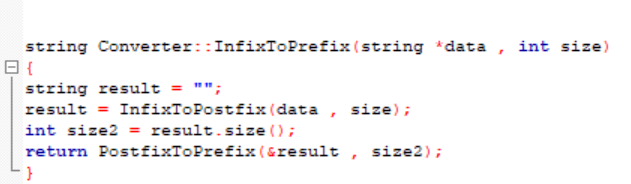 string Converter::InfixToPrefix(string *data , int size)
{
string result = "";
result = InfixToPostfix(data , size);
int size2 = result.size();
return PostfixToPrefix(&result , size2);
}